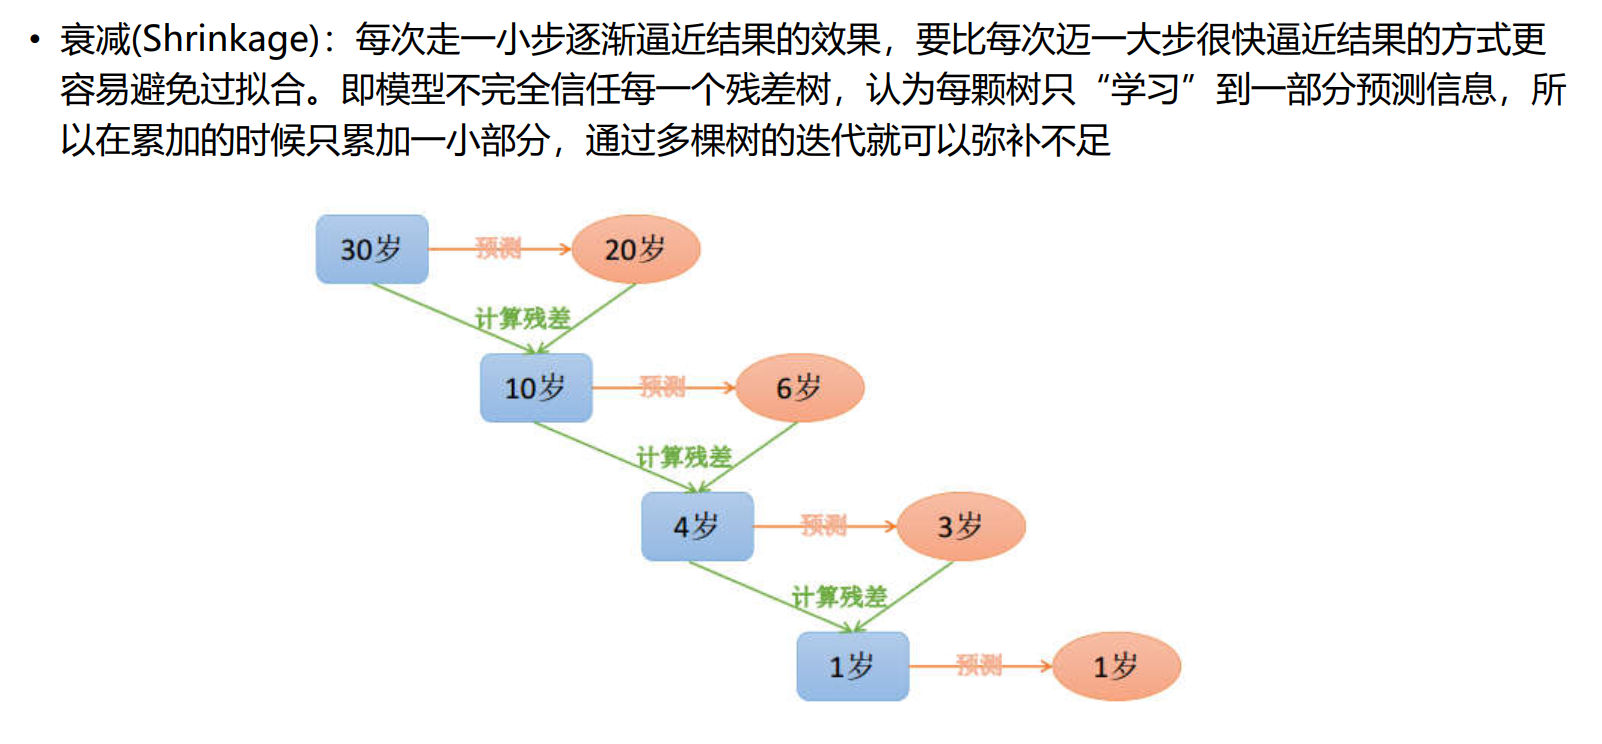 • 衰减(Shrinkage)：每次走一小步逐渐逼近结果的效果，要比每次迈一大步很快逼近结果的方式更
容易避免过拟合。即模型不完全信任每一个残差树，认为每颗树只“学习”到一部分预测信息，所
以在累加的时候只累加一小部分，通过多棵树的迭代就可以弥补不足
30岁 预测 20岁
计算残差
10岁 预测 6岁
计算残差
4岁 预测 3岁
计算残差
1岁 预测 1岁